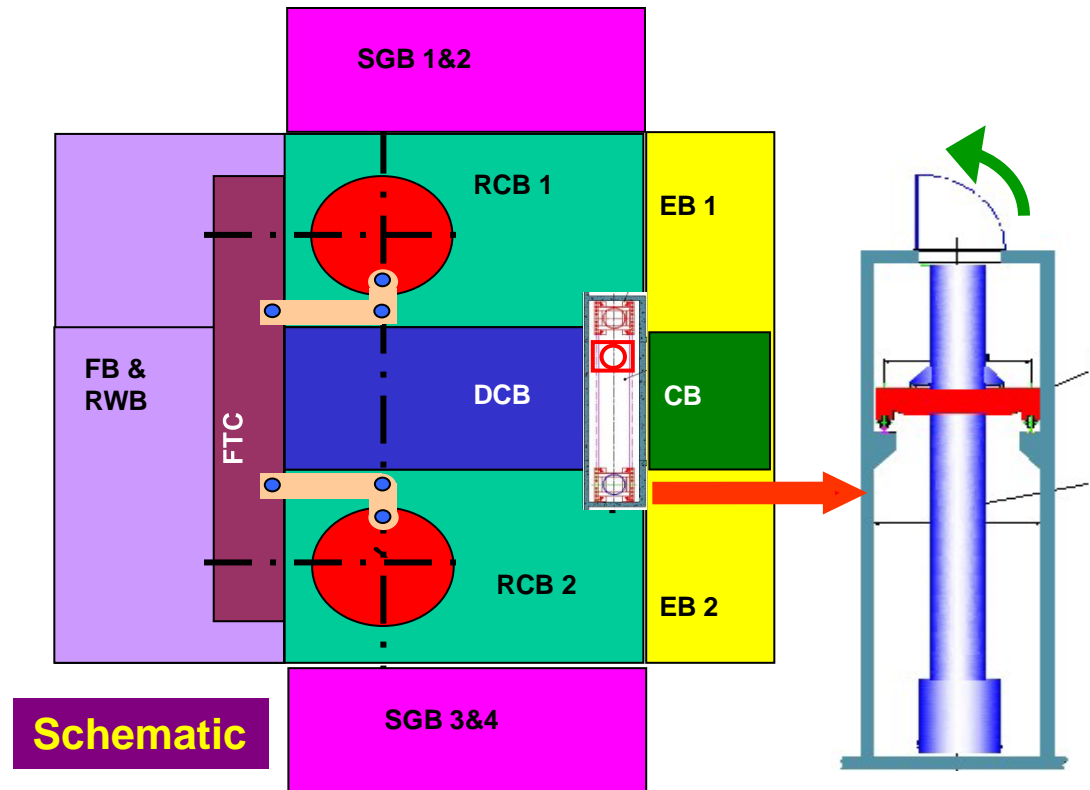 SGB 1&2
RCB 1
EB 1
FB &
RWB
FTC
DCB
CB
RCB 2
EB 2
SGB 3&4
Schematic